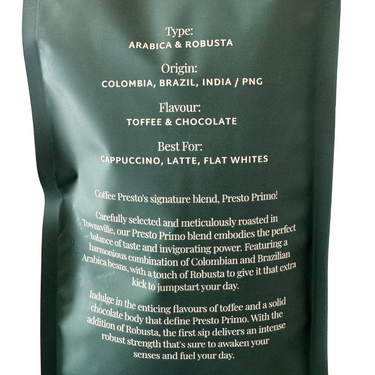 Type:
ARABICA & ROBUSTA
Origin:
COLOMBIA, BRAZIL, INDIA / PNG
Flavour:
TOFFEE & CHOCOLATE
Best For:
CAPPUCCINO, LATTE, FLAT WHITES
Coffee Presto's signature blend, Presto Primo!
Carefully selected and meticulously roasted in
Townsville, our Presto Primo blend embodies the perfect
balance of taste and invigorating power. Featuring a
harmonious combination of Colombian and Brazilian
Arabica beans, with a touch of Robusta to give it that extra
kick to jumpstart your day.
Indulge in the enticing flavours of toffee and a solid
chocolate body that define Presto Primo. With the
addition of Robusta, the first sip delivers an intense
robust strength that's sure to awaken your
senses and fuel your day.